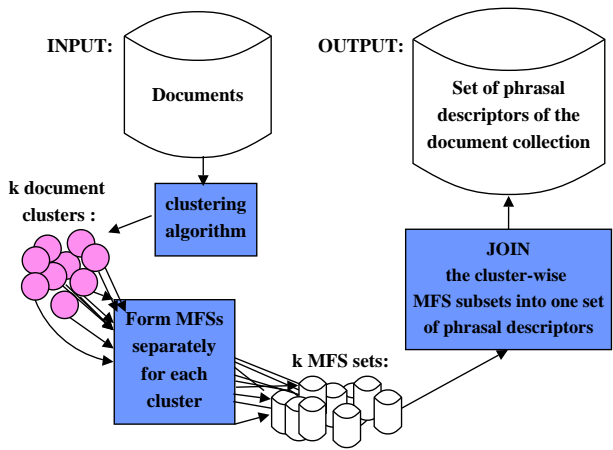 INPUT:
Documents
OUTPUT:
Set of phrasal
descriptors of the
document collection
k document
clusters :
clustering
algorithm
Form MFSs
separately
for each
cluster
k MFS sets:
JOIN
the cluster-wise
MFS subsets into one set
of phrasal descriptors